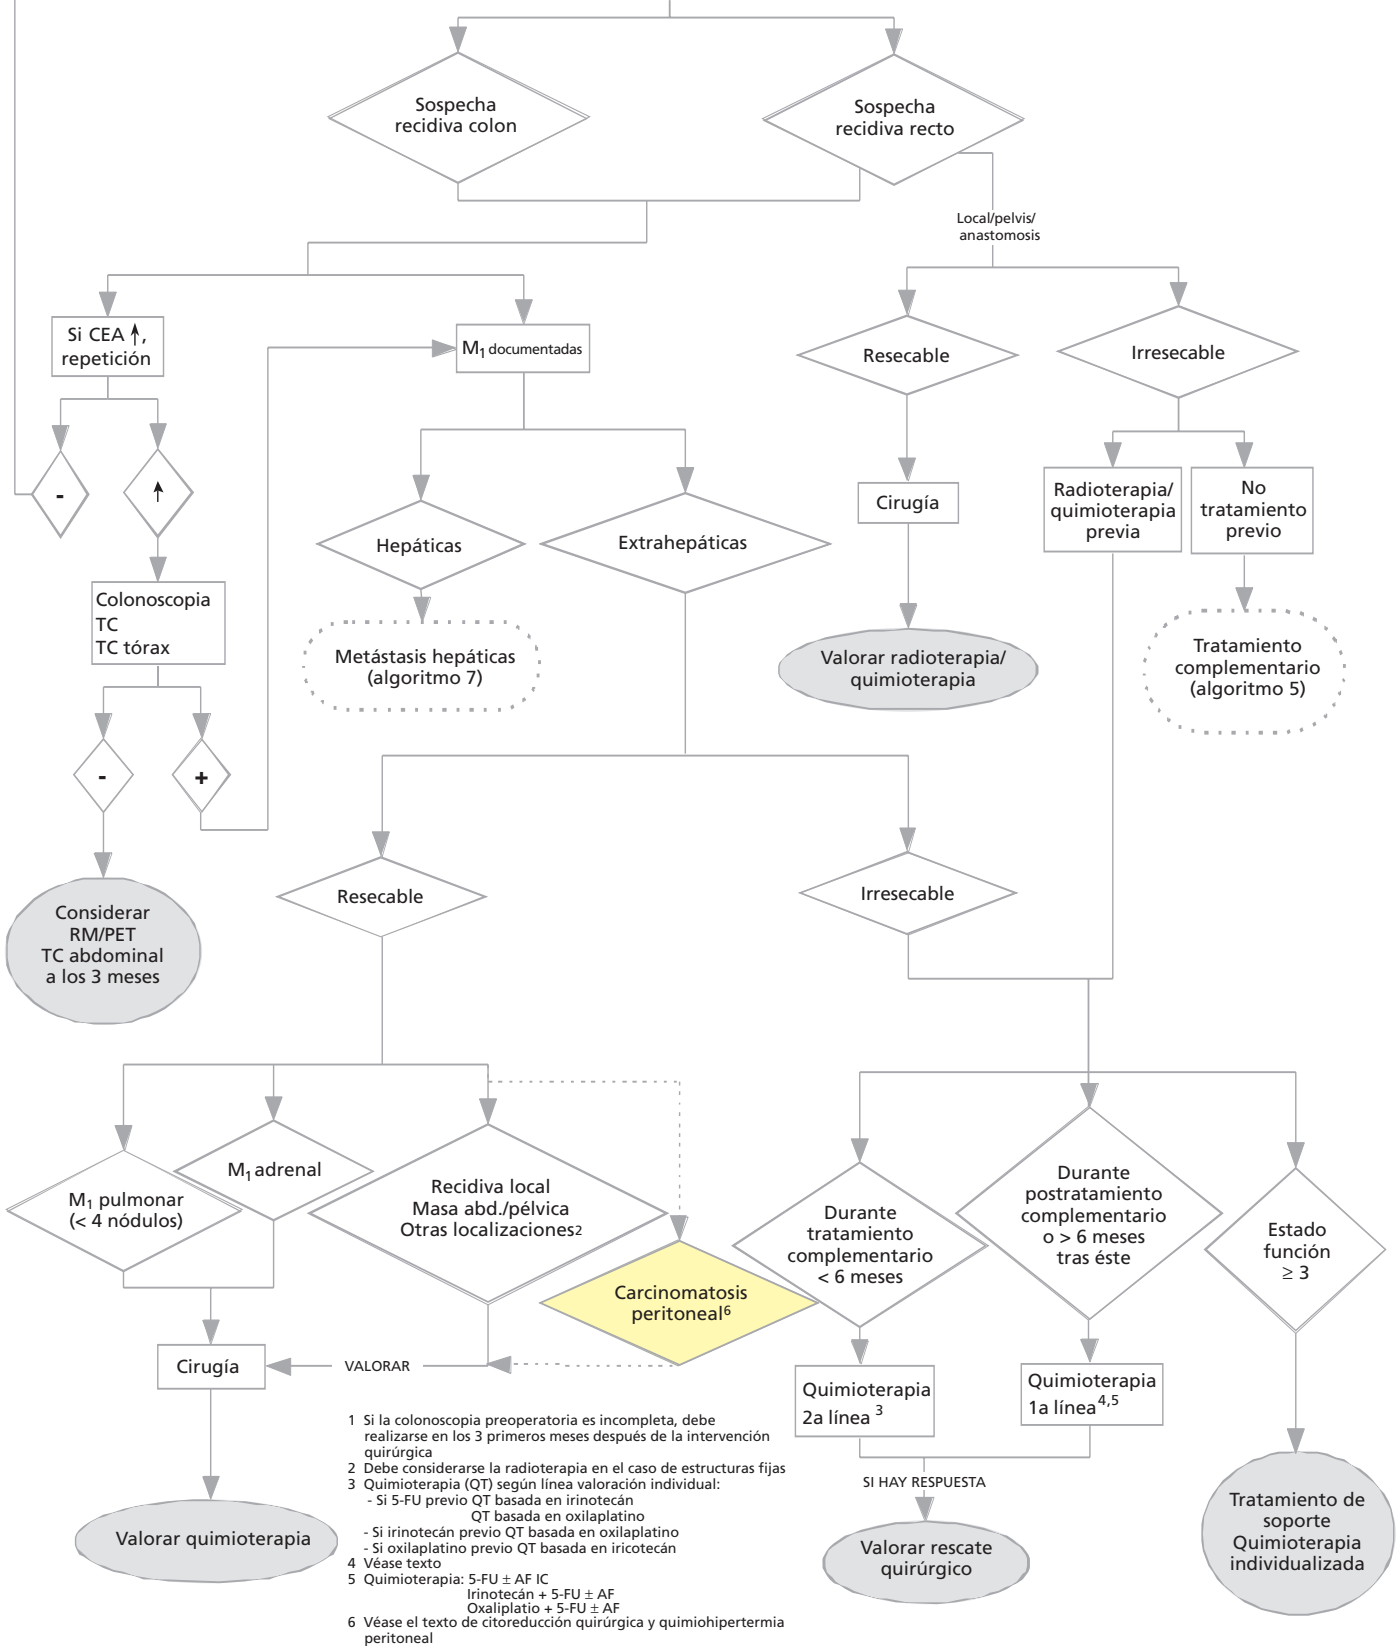 Sospecha
recidiva colon
Sospecha
recidiva recto
Local/pelvis/
anastomosis
Si CEA ↑,
repetición
M1 documentadas
Resecable
Irresecable
-
↑
Hepáticas
Extrahepáticas
Cirugía
Radioterapia/
quimioterapia
previa
No
tratamiento
previo
Colonoscopia
TC
TC tórax
Metástasis hepáticas
(algoritmo 7)
Valorar radioterapia/
quimioterapia
Tratamiento
complementario
(algoritmo 5)
-
+
Resecable
Irresecable
Considerar
RM/PET
TC abdominal
a los 3 meses
M1 pulmonar
(< 4 nódulos)
M1 adrenal
Recidiva local
Masa abd./pélvica
Otras localizaciones2
Carcinomatosis
peritoneal6
Durante
tratamiento
complementario
< 6 meses
Durante
postratamiento
complementario
o > 6 meses
tras éste
Estado
función
≥ 3
Cirugía
VALORAR
Quimioterapia
2a línea 3
Quimioterapia
1a línea4,5
SI HAY RESPUESTA
Valorar quimioterapia
Valorar rescate
quirúrgico
Tratamiento de
soporte
Quimioterapia
individualizada
1 Si la colonoscopia preoperatoria es incompleta, debe
realizarse en los 3 primeros meses después de la intervención
quirúrgica
2 Debe considerarse la radioterapia en el caso de estructuras fijas
3 Quimioterapia (QT) según línea valoración individual:
- Si 5-FU previo QT basada en irinotecán
QT basada en oxilaplatino
- Si irinotecán previo QT basada en oxilaplatino
- Si oxilaplatino previo QT basada en iricotecán
4 Véase texto
5 Quimioterapia: 5-FU ± AF IC
Irinotecán + 5-FU ± AF
Oxaliplatio + 5-FU ± AF
6 Véase el texto de citoreducción quirúrgica y quimiohipertermia
peritoneal